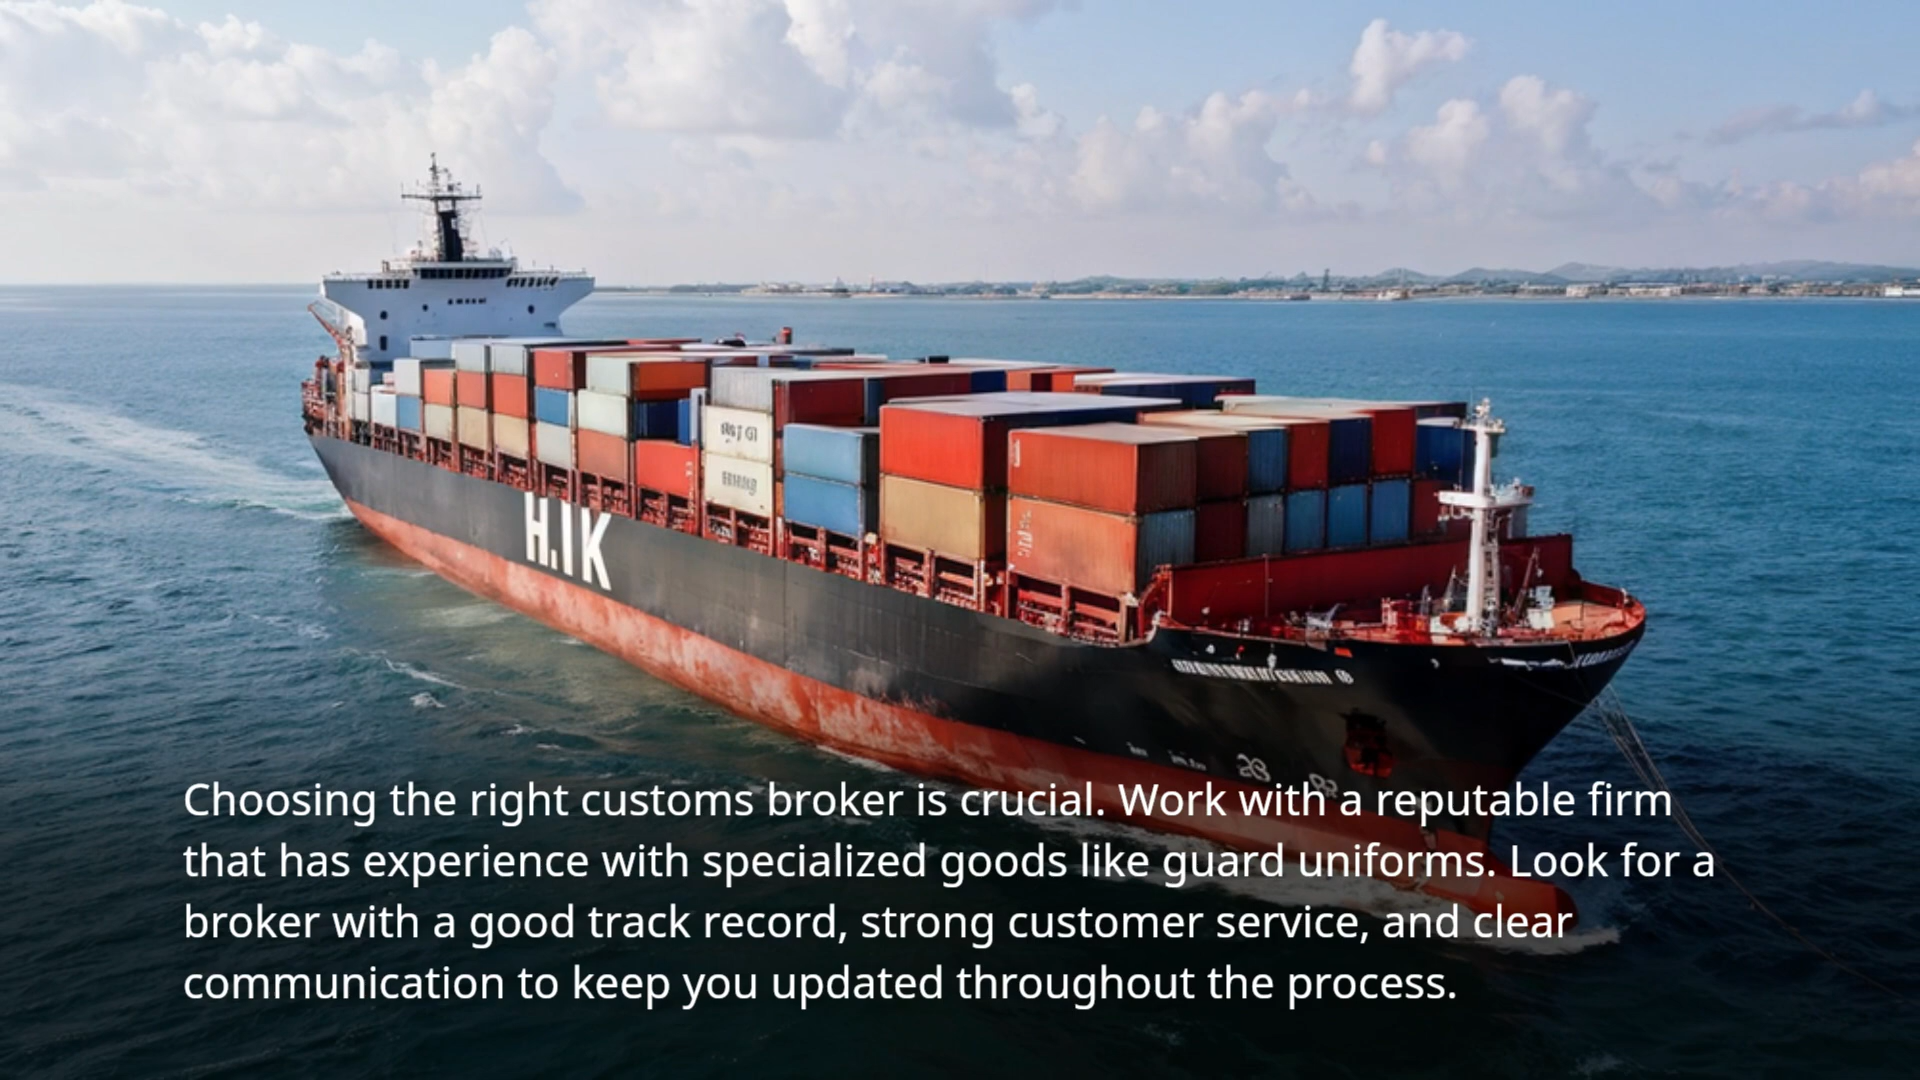 H.IK
Choosing the right customs broker is crucial. Work with a reputable firm
that has experience with specialized goods like guard uniforms. Look for a
broker with a good track record, strong customer service, and clear
communication to keep you updated throughout the process.